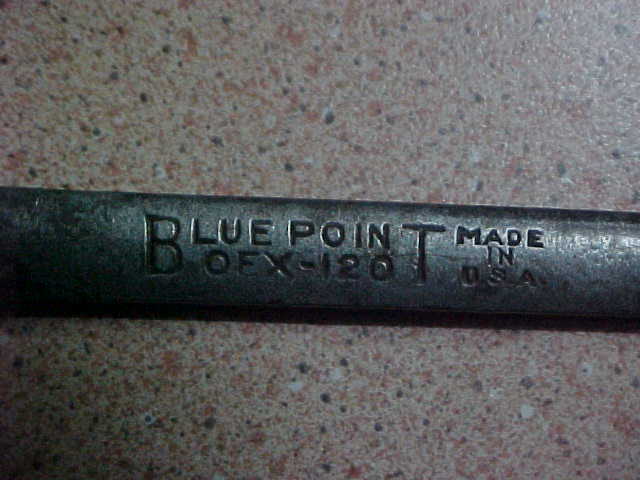 BLUE POINT
OEX-120
MADE
IN
U.S.A.